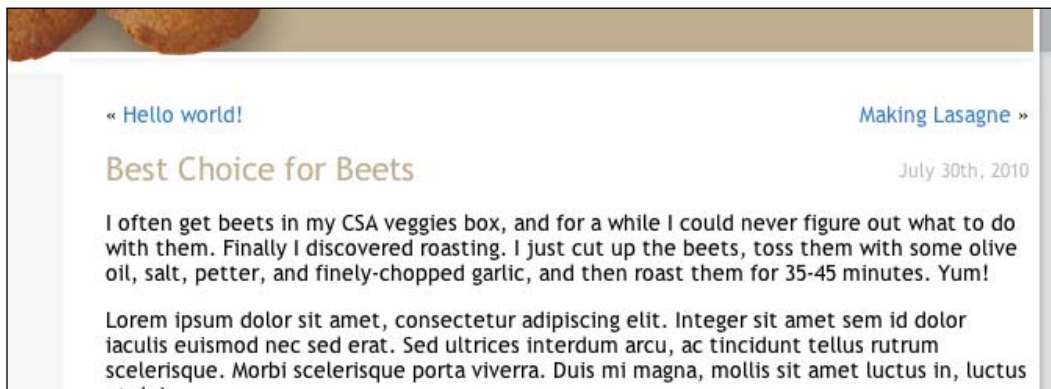 « Hello world!
Making Lasagne »
Best Choice for Beets
July 30th, 2010
I often get beets in my CSA veggies box, and for a while I could never figure out what to do
with them. Finally I discovered roasting. I just cut up the beets, toss them with some olive
oil, salt, petter, and finely-chopped garlic, and then roast them for 35-45 minutes. Yum!
Lorem ipsum dolor sit amet, consectetur adipiscing elit. Integer sit amet sem id dolor
iaculis euismod nec sed erat. Sed ultrices interdum arcu, ac tincidunt tellus rutrum
scelerisque. Morbi scelerisque porta viverra. Duis mi magna, mollis sit amet luctus in, luctus